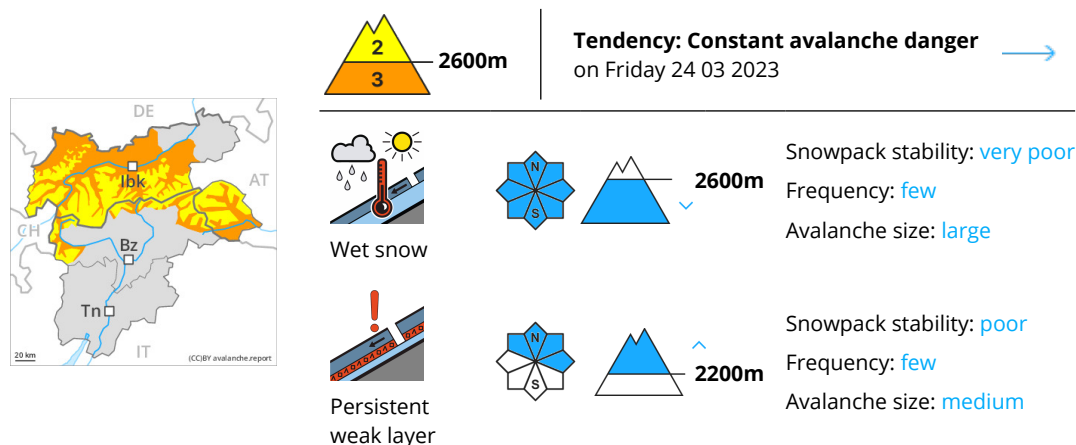 2
3
2600m
Tendency: Constant avalanche danger
on Friday 24 03 2023
DE
AT
CH
IT
Ibk
Bz
Tn
20 km
(CC)BY avalanche.report
Wet snow
N
S
2600m
Snowpack stability: very poor
Frequency: few
Avalanche size: large
Persistent
weak layer
N
S
2200m
Snowpack stability: poor
Frequency: few
Avalanche size: medium